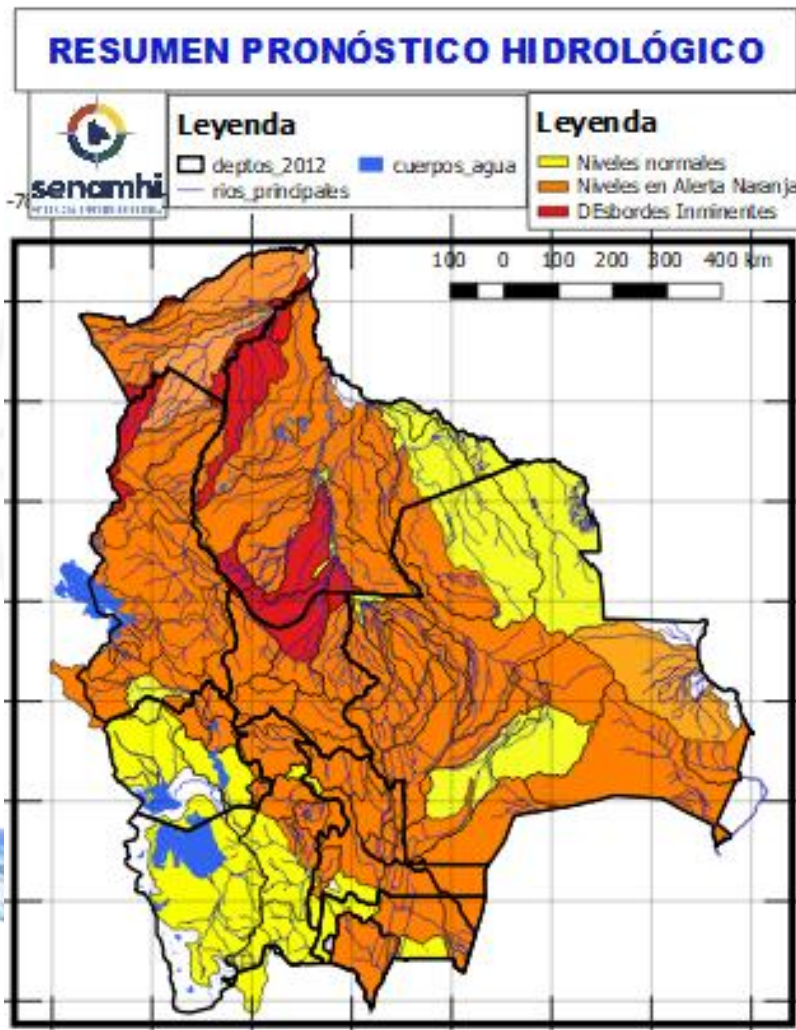 RESUMEN PRONÓSTICO HIDROLÓGICO
senamhi
Leyenda
deptos_2012
cuerpos_agua
rios_principales
Leyenda
Niveles normales
Niveles en Alerta Naranja
DEsbordes Inminentes
100 0 100 200 300 400 km